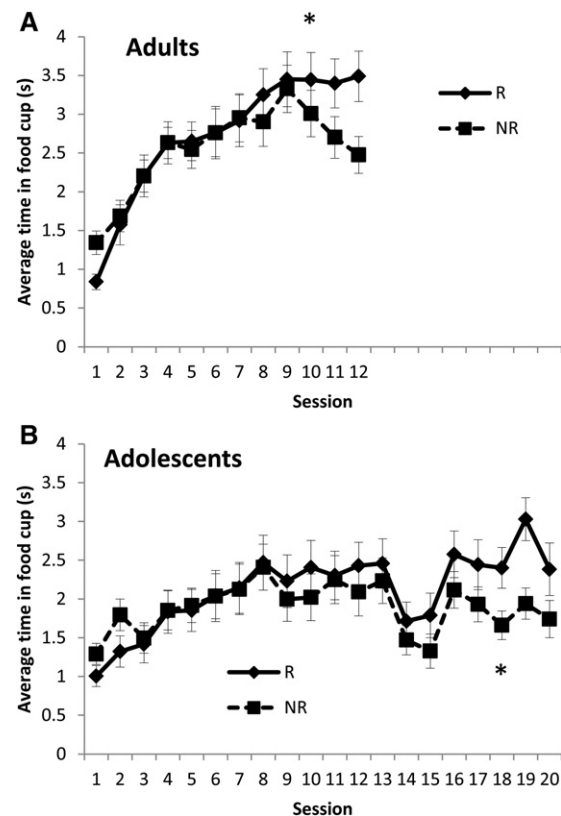 A
*
Adults
Average time in food cup (s)
4
3.5
3
2.5
2
1.5
1
0.5
0
R
NR
1 2 3 4 5 6 7 8 9 10 11 12
Session
B
Adolescents
Average time in food cup (s)
4
3.5
3
2.5
2
1.5
1
0.5
0
R
NR
*
1 2 3 4 5 6 7 8 9 10 11 12 13 14 15 16 17 18 19 20
Session